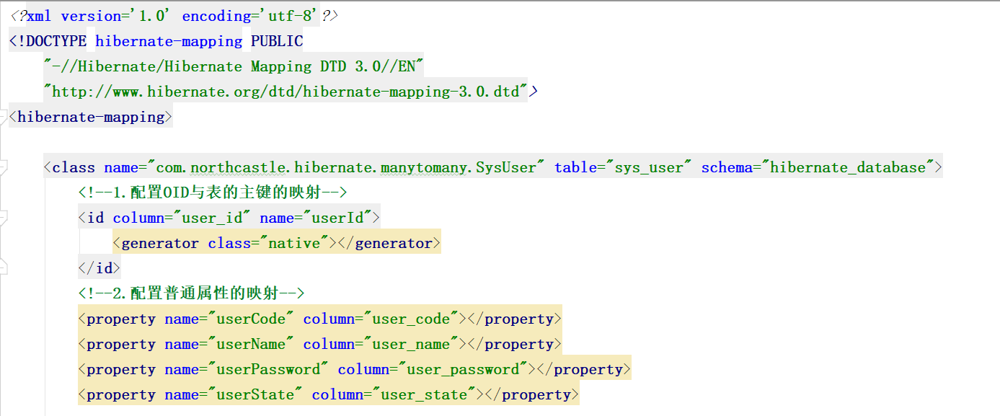 <?xml version='1.0' encoding='utf-8'?>
<!DOCTYPE hibernate-mapping PUBLIC
"-//Hibernate/Hibernate Mapping DTD 3.0//EN"
"http://www.hibernate.org/dtd/hibernate-mapping-3.0.dtd">
<hibernate-mapping>
<class name="com.northcastle.hibernate.manytomany.SysUser" table="sys_user" schema="hibernate_database">
<!--1.配置OID与表的主键的映射-->
<id column="user_id" name="userId">
<generator class="native"></generator>
</id>
<!--2.配置普通属性的映射-->
<property name="userCode" column="user_code"></property>
<property name="userName" column="user_name"></property>
<property name="userPassword" column="user_password"></property>
<property name="userState" column="user_state"></property>